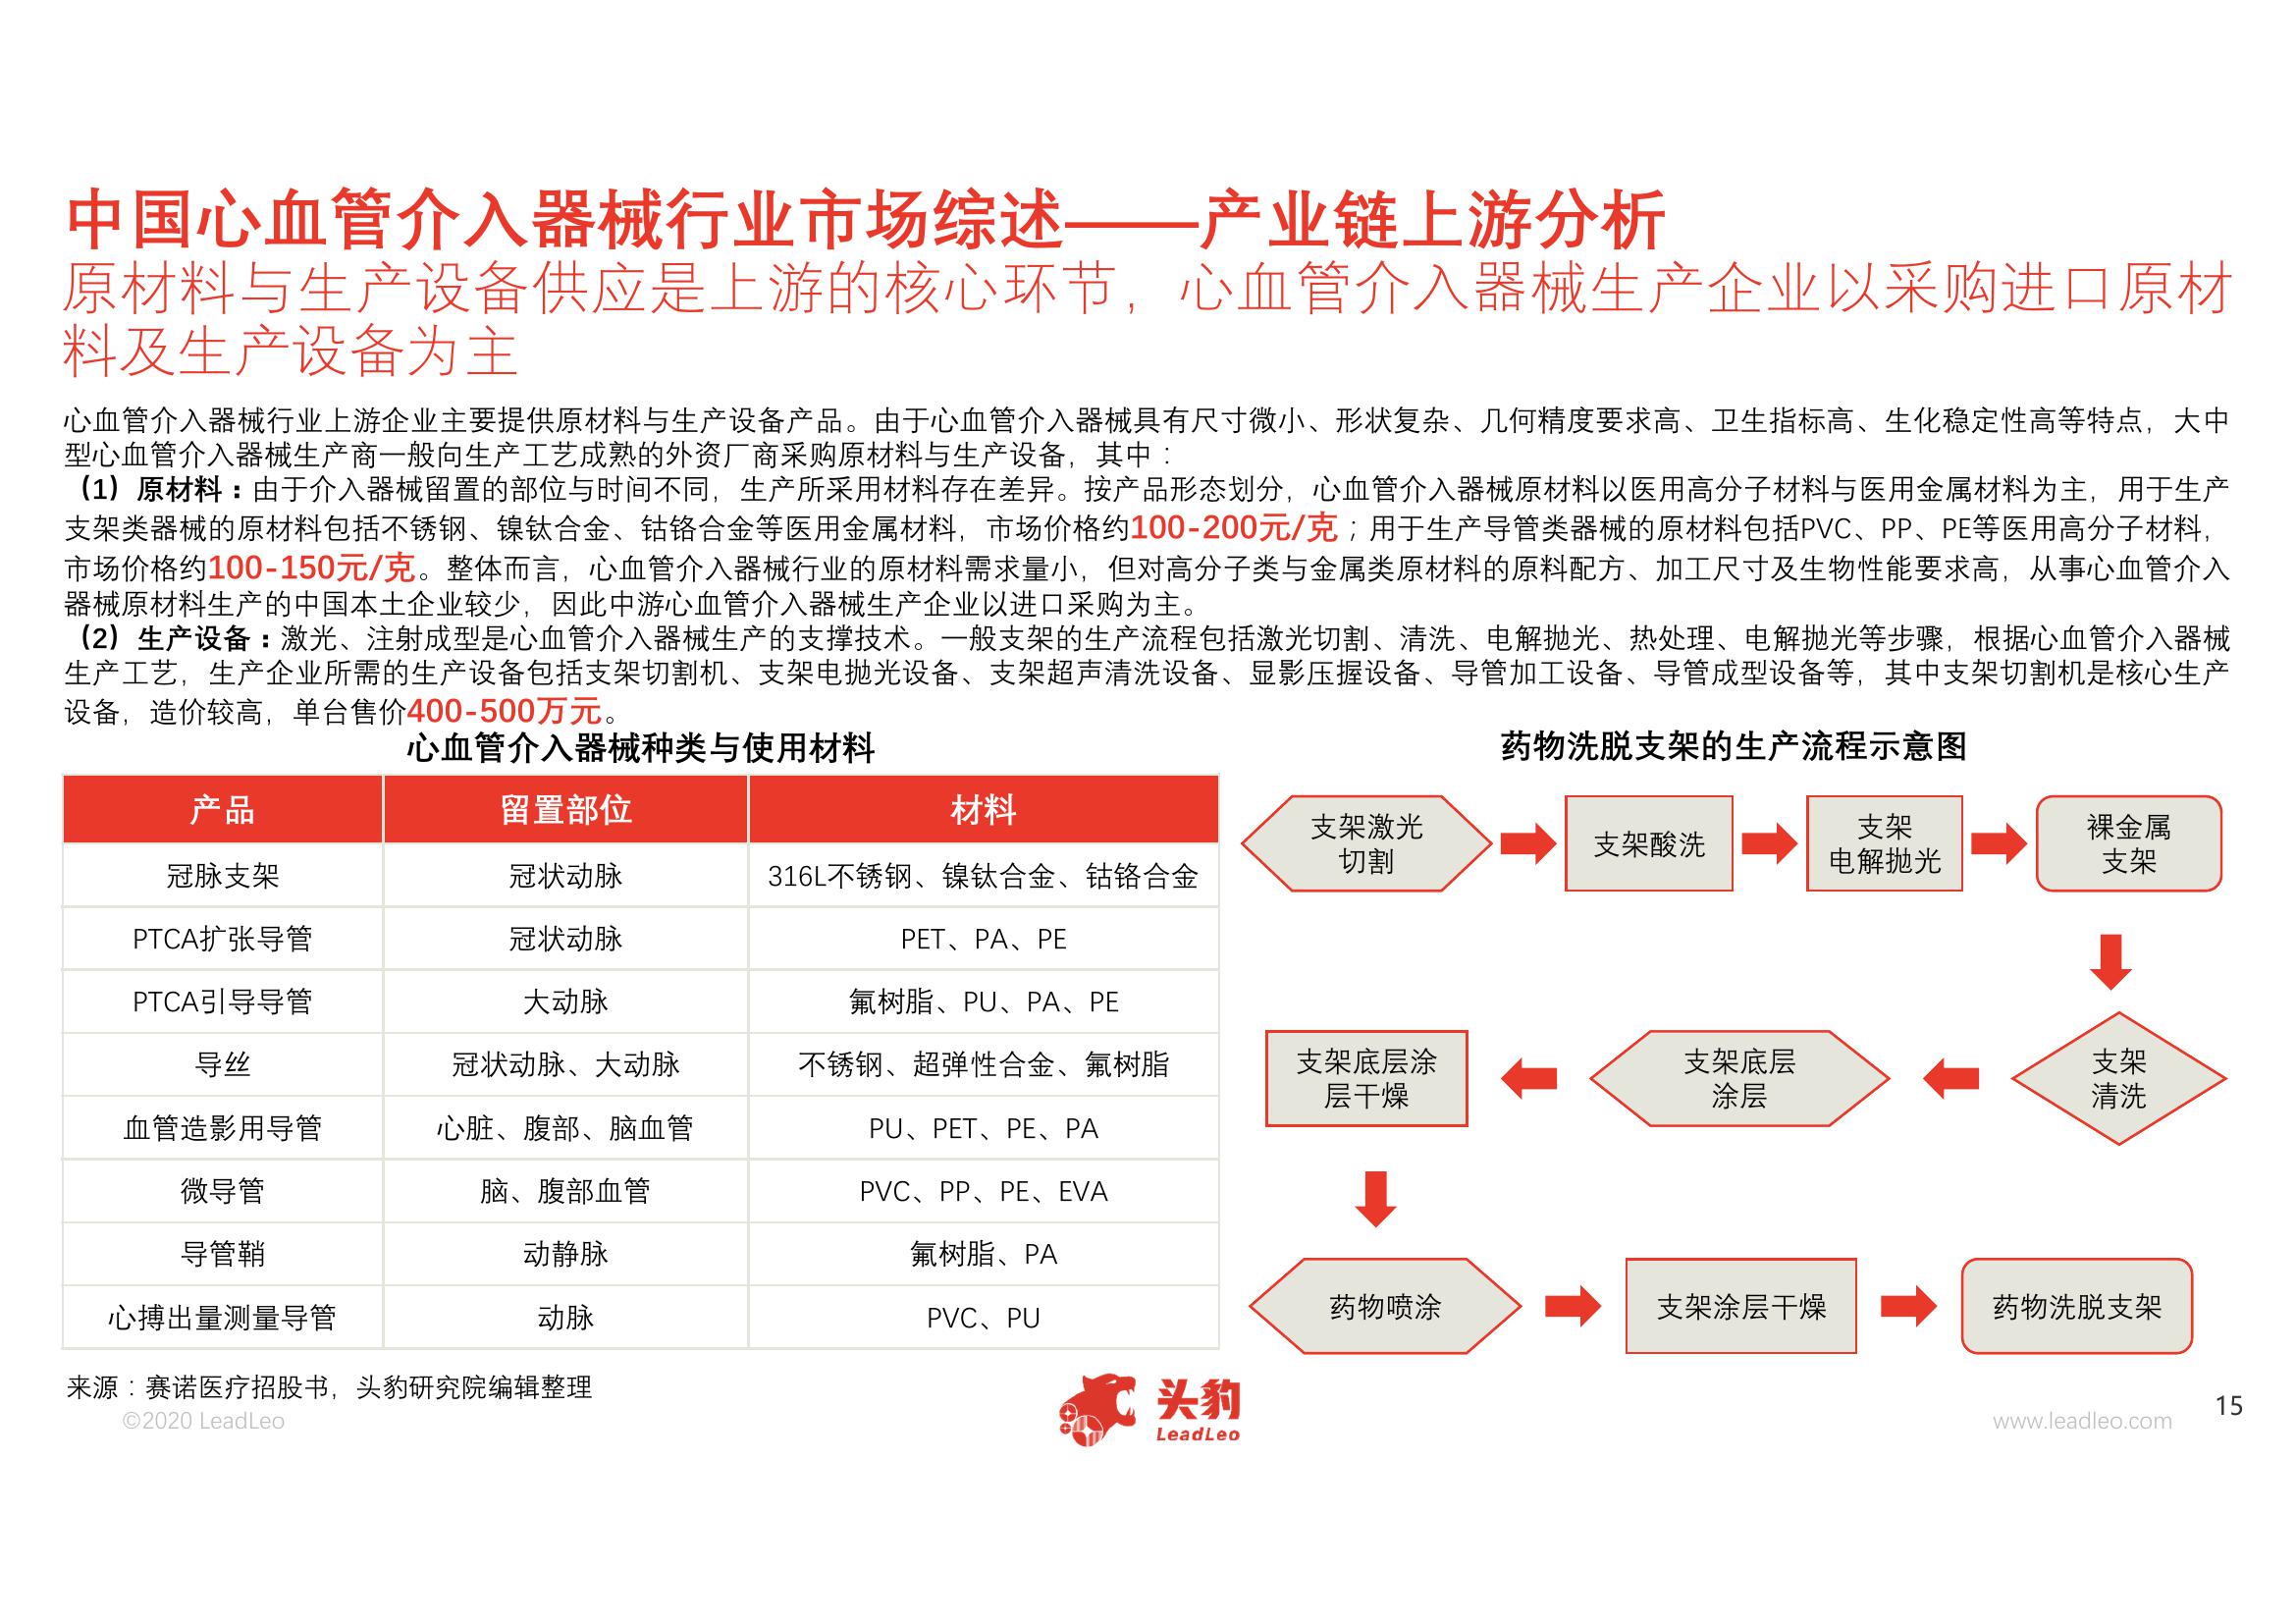 中国心血管介入器械行业市场综述——产业链上游分析
原材料与生产设备供应是上游的核心环节，心血管介入器械生产企业以采购进口原材
料及生产设备为主
心血管介入器械行业上游企业主要提供原材料与生产设备产品。由于心血管介入器械具有尺寸微小、形状复杂、几何精度要求高、卫生指标高、生化稳定性高等特点，大中
型心血管介入器械生产商一般向生产工艺成熟的外资厂商采购原材料与生产设备，其中：
（1）原材料：由于介入器械留置的部位与时间不同，生产所采用材料存在差异。按产品形态划分，心血管介入器械原材料以医用高分子材料与医用金属材料为主，用于生产
支架类器械的原材料包括不锈钢、镍钛合金、钴铬合金等医用金属材料，市场价格约100-200元/克；用于生产导管类器械的原材料包括PVC、PP、PE等医用高分子材料，
市场价格约100-150元/克。整体而言，心血管介入器械行业的原材料需求量小，但对高分子类与金属类原材料的原料配方、加工尺寸及生物性能要求高，从事心血管介入
器械原材料生产的中国本土企业较少，因此中游心血管介入器械生产企业以进口采购为主。
（2）生产设备：激光、注射成型是心血管介入器械生产的支撑技术。一般支架的生产流程包括激光切割、清洗、电解抛光、热处理、电解抛光等步骤，根据心血管介入器械
生产工艺，生产企业所需的生产设备包括支架切割机、支架电抛光设备、支架超声清洗设备、显影压握设备、导管加工设备、导管成型设备等，其中支架切割机是核心生产
设备，造价较高，单台售价400-500万元。
心血管介入器械种类与使用材料
产品 留置部位 材料
冠脉支架 冠状动脉 316L不锈钢、镍钛合金、钴铬合金
PTCA扩张导管 冠状动脉 PET、PA、PE
PTCA引导导管 大动脉 氟树脂、PU、PA、PE
导丝 冠状动脉、大动脉 不锈钢、超弹性合金、氟树脂
血管造影用导管 心脏、腹部、脑血管 PU、PET、PE、PA
微导管 脑、腹部血管 PVC、PP、PE、EVA
导管鞘 动静脉 氟树脂、PA
心搏出量测量导管 动脉 PVC、PU
药物洗脱支架的生产流程示意图
支架激光
切割
支架酸洗
支架
电解抛光
裸金属
支架
支架
清洗
支架底层
涂层
支架底层涂
层干燥
药物喷涂
支架涂层干燥
药物洗脱支架
来源：赛诺医疗招股书，头豹研究院编辑整理
©2020 LeadLeo
头豹
LeadLeo
www.leadleo.com
15